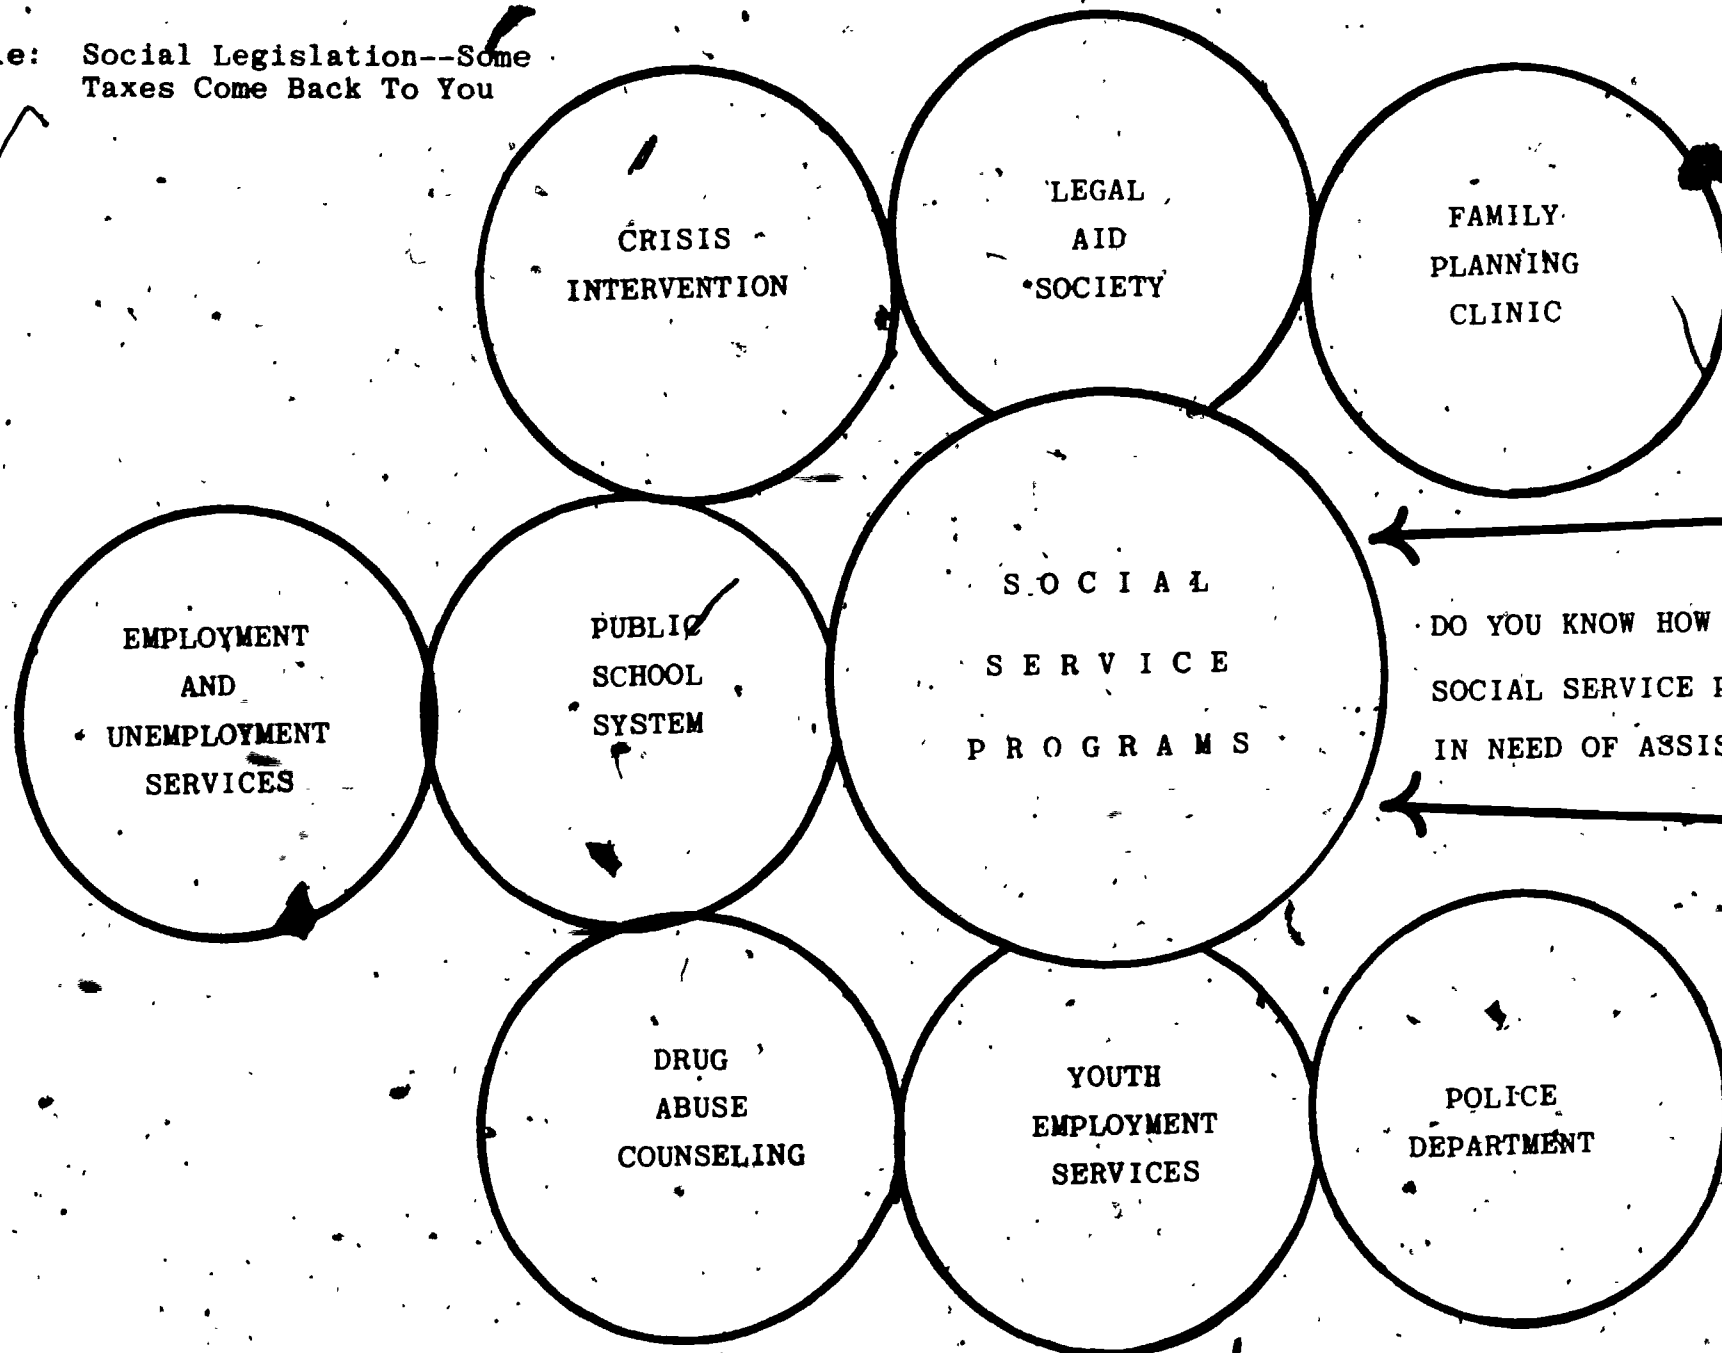 e: Social Legislation--Some
Taxes Come Back To You
CRISIS
INTERVENTION
LEGAL
AID
SOCIETY
FAMILY
PLANNING
CLINIC
EMPLOYMENT
AND
UNEMPLOYMENT
SERVICES
PUBLIC
SCHOOL
SYSTEM
S O C I A L
S E R V I C E
P R O G R A M S
DO YOU KNOW HOW
SOCIAL SERVICE
IN NEED OF ASSIS
DRUG
ABUSE
COUNSELING
YOUTH
EMPLOYMENT
SERVICES
POLICE
DEPARTMENT